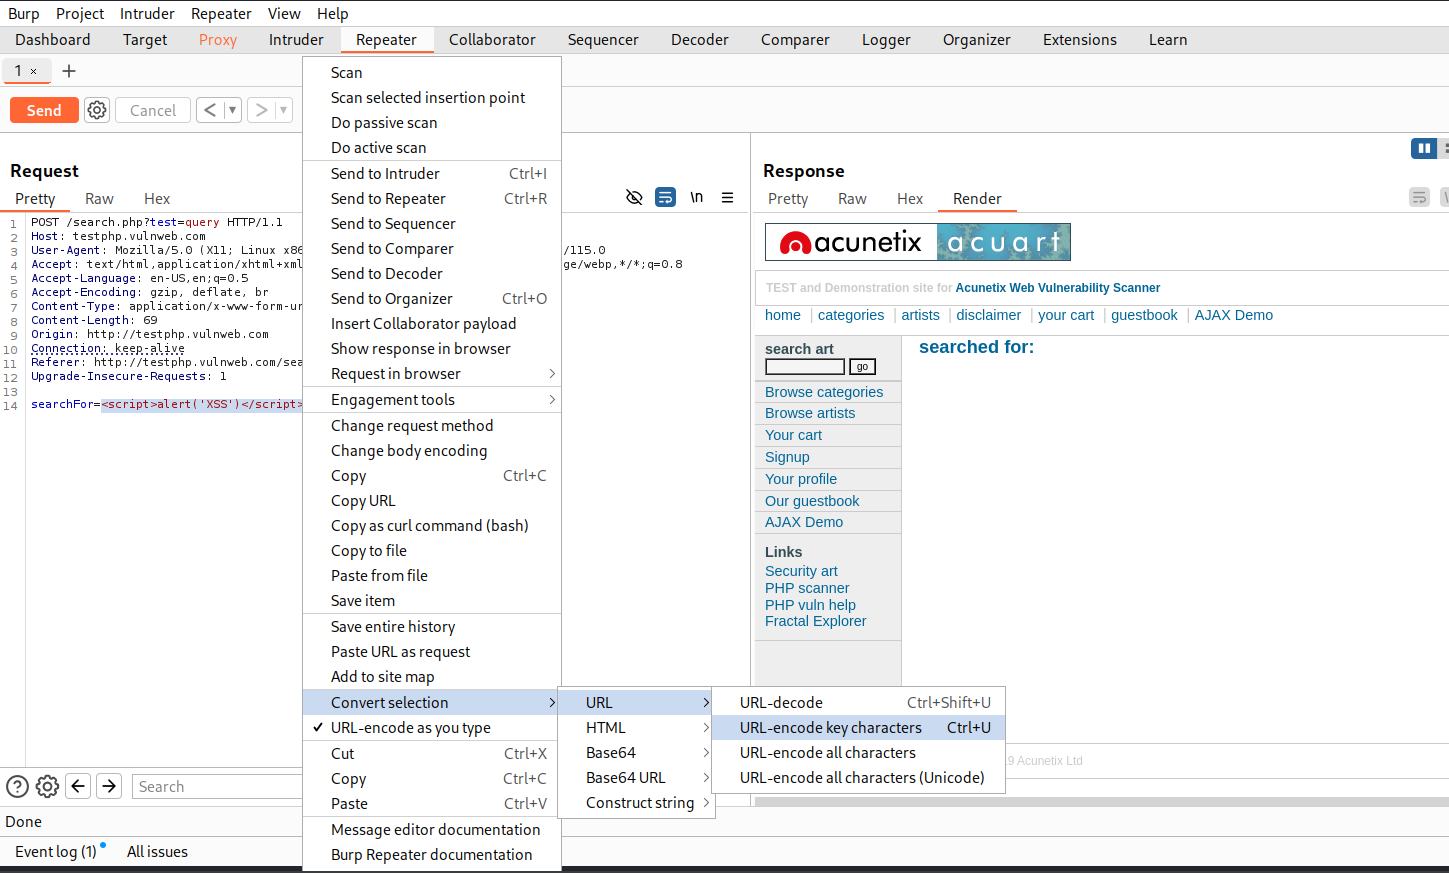 Burp Project Intruder Repeater View Help
Dashboard Target Proxy Intruder Repeater Collaborator Sequencer Decoder Comparer Logger Organizer Extensions Learn
1 × +
Send Cancel < ▾ > ▾
Request
Pretty Raw Hex
\n
1 POST /search.php?test=query HTTP/1.1
2 Host: testphp.vulnweb.com
3 User-Agent: Mozilla/5.0 (X11; Linux x86 /115.0
4 Accept: text/html,application/xhtml+xml ge/webp,*/*;q=0.8
5 Accept-Language: en-US,en;q=0.5
6 Accept-Encoding: gzip, deflate, br
7 Content-Type: application/x-www-form-ur
8 Content-Length: 69
9 Origin: http://testphp.vulnweb.com
10 Connection: keep-alive
11 Referer: http://testphp.vulnweb.com/sea
12 Upgrade-Insecure-Requests: 1
13
14 searchFor=<script>alert('XSS')</script>
Scan
Scan selected insertion point
Do passive scan
Do active scan
Send to Intruder Ctrl+I
Send to Repeater Ctrl+R
Send to Sequencer
Send to Comparer
Send to Decoder
Send to Organizer Ctrl+O
Insert Collaborator payload
Show response in browser
Request in browser >
Engagement tools >
Change request method
Change body encoding
Copy Ctrl+C
Copy URL
Copy as curl command (bash)
Copy to file
Paste from file
Save item
Save entire history
Paste URL as request
Add to site map
Convert selection >
✓ URL-encode as you type
Cut Ctrl+X
Copy Ctrl+C
Paste Ctrl+V
Message editor documentation
Burp Repeater documentation
URL >
HTML >
Base64 >
Base64 URL >
Construct string >
URL-decode Ctrl+Shift+U
URL-encode key characters Ctrl+U
URL-encode all characters
URL-encode all characters (Unicode)
Response
Pretty Raw Hex Render
acunetix acuart
TEST and Demonstration site for Acunetix Web Vulnerability Scanner
home | categories | artists | disclaimer | your cart | guestbook | AJAX Demo
search art
go
Browse categories
Browse artists
Your cart
Signup
Your profile
Our guestbook
AJAX Demo
Links
Security art
PHP scanner
PHP vuln help
Fractal Explorer
searched for:
9 Acunetix Ltd
? Search
Done
Event log (1) All issues